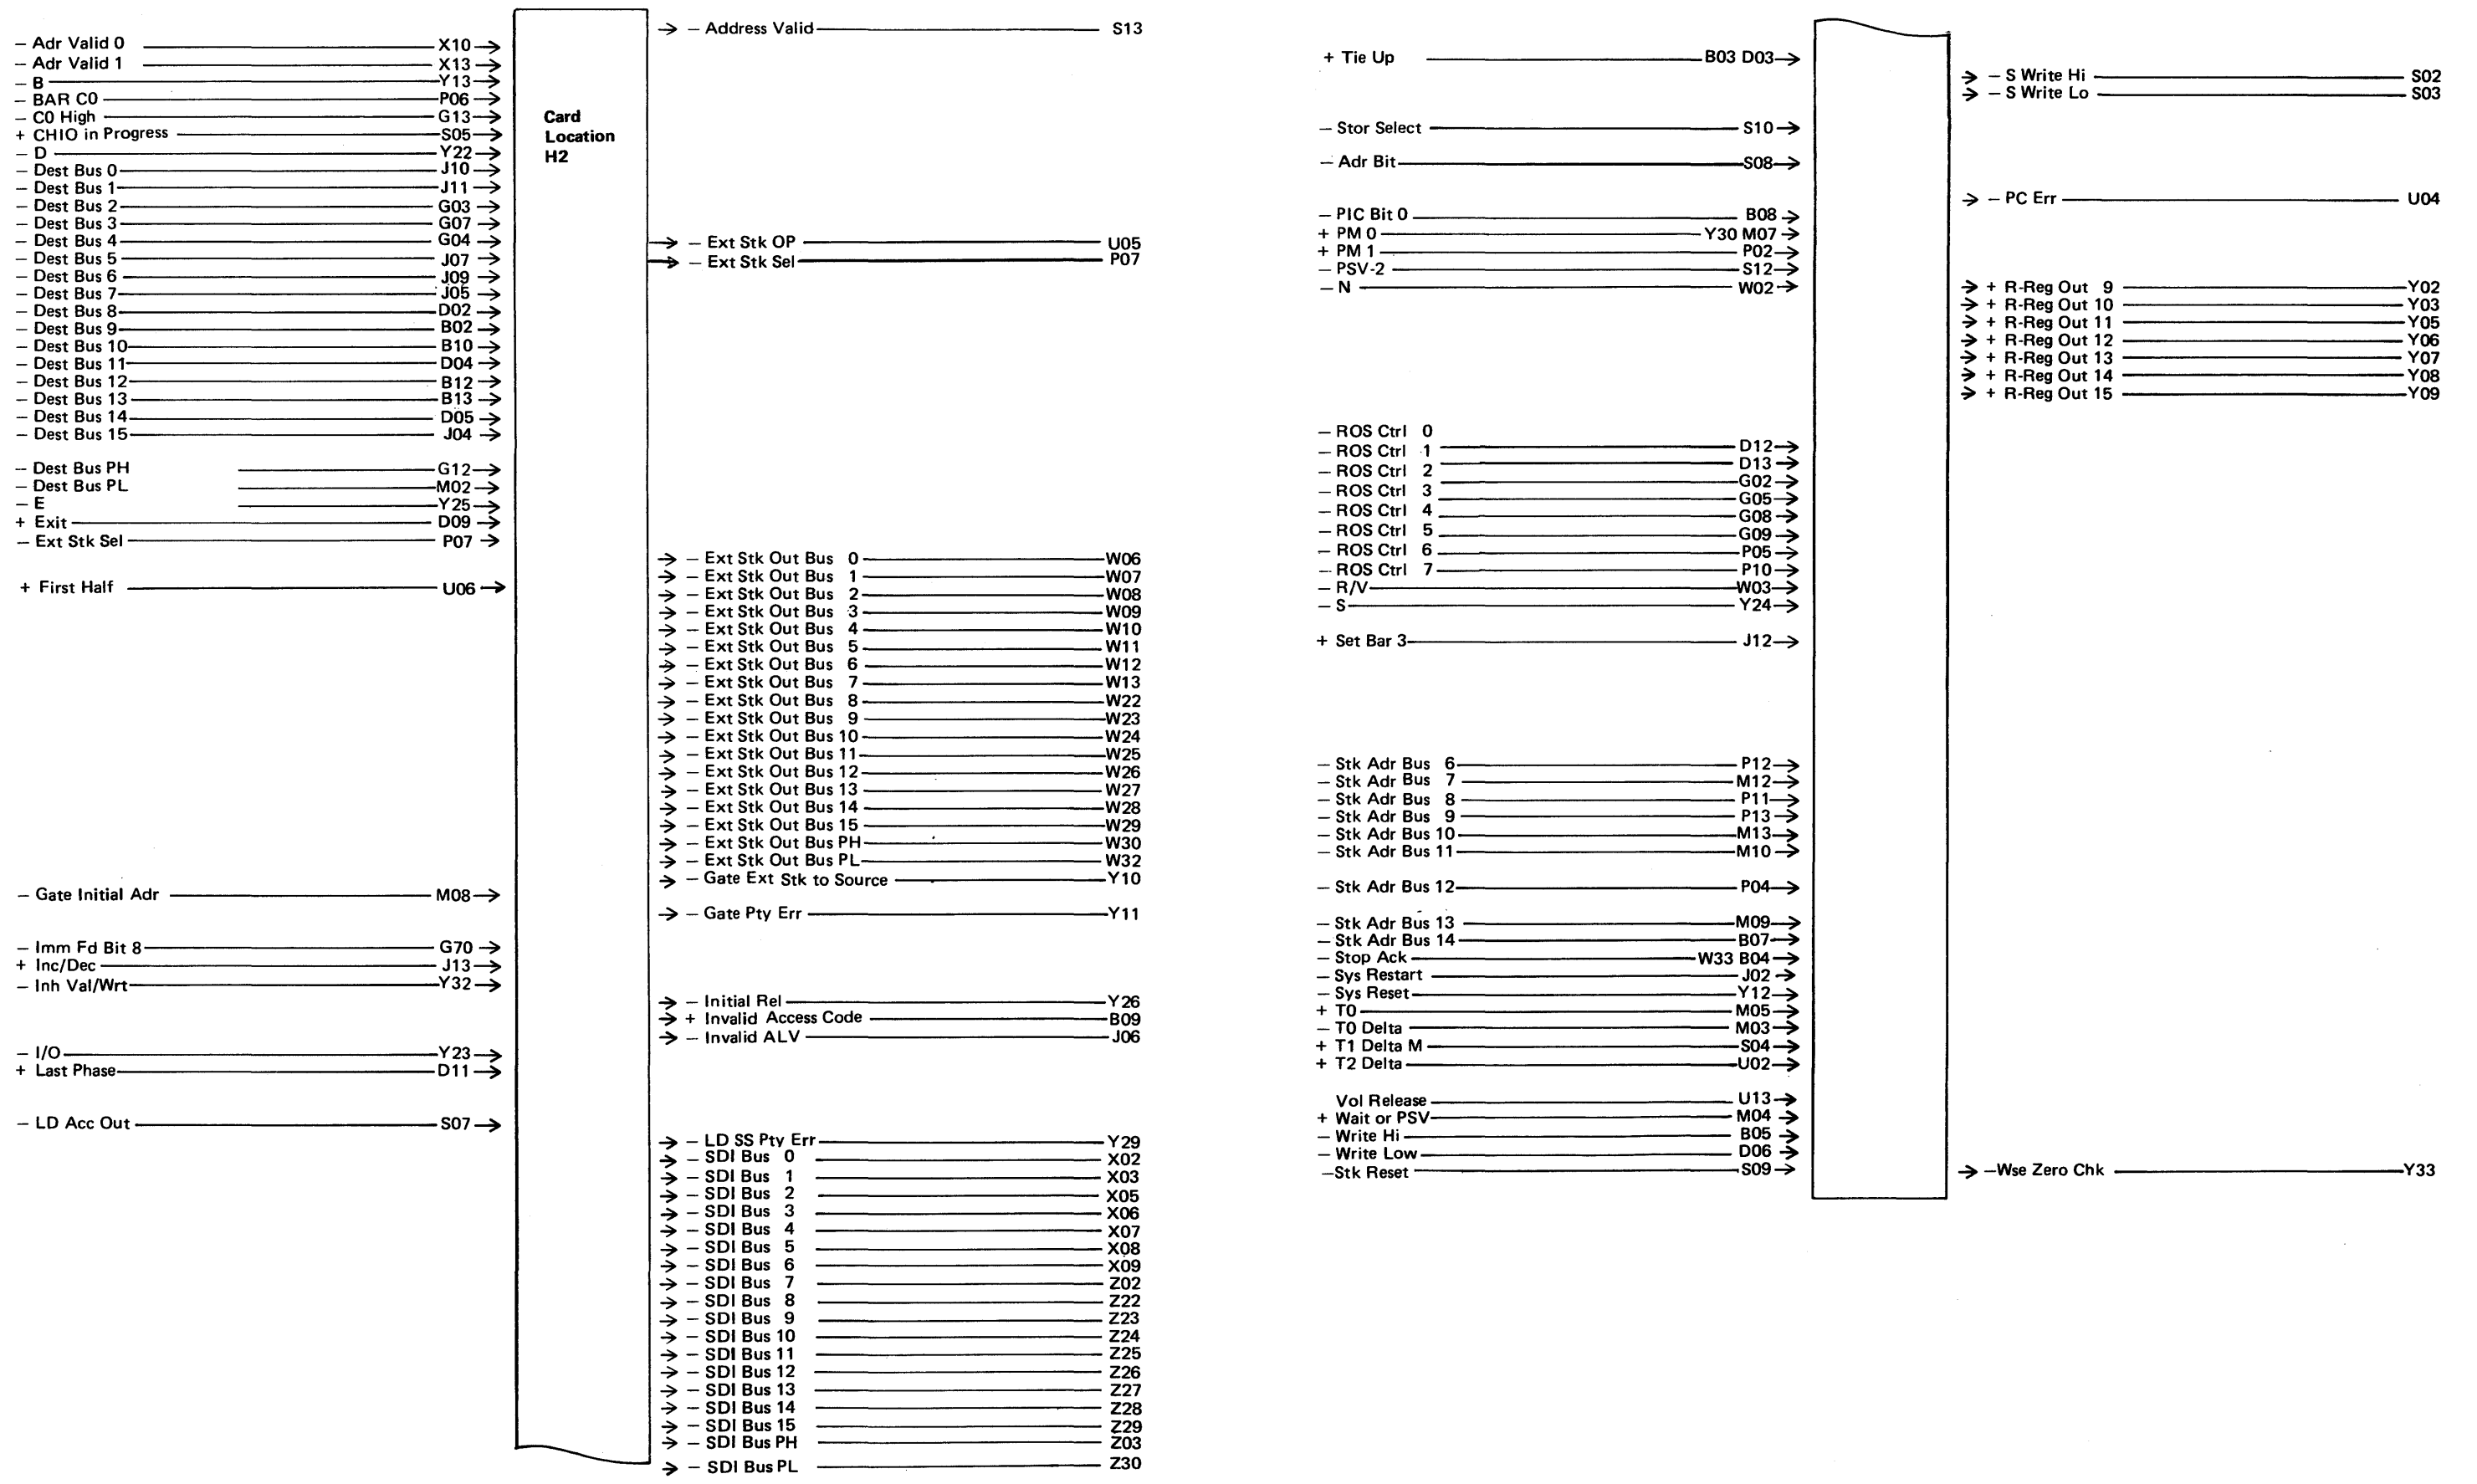 − Adr Valid 0 X10
− Adr Valid 1 X13
− B Y13
− BAR C0 P06
− C0 High G13
+ CHIO in Progress S05
− D Y22
− Dest Bus 0 J10
− Dest Bus 1 J11
− Dest Bus 2 G03
− Dest Bus 3 G07
− Dest Bus 4 G04
− Dest Bus 5 J07
− Dest Bus 6 J09
− Dest Bus 7 J05
− Dest Bus 8 D02
− Dest Bus 9 B02
− Dest Bus 10 B10
− Dest Bus 11 D04
− Dest Bus 12 B12
− Dest Bus 13 B13
− Dest Bus 14 D05
− Dest Bus 15 J04
− Dest Bus PH G12
− Dest Bus PL M02
− E Y25
+ Exit D09
− Ext Stk Sel P07
+ First Half U06
− Gate Initial Adr M08
− Imm Fd Bit 8 G70
+ Inc/Dec J13
− Inh Val/Wrt Y32
− I/O Y23
+ Last Phase D11
− LD Acc Out S07
Card
Location
H2
− Address Valid S13
− Ext Stk OP U05
− Ext Stk Sel P07
− Ext Stk Out Bus 0 W06
− Ext Stk Out Bus 1 W07
− Ext Stk Out Bus 2 W08
− Ext Stk Out Bus 3 W09
− Ext Stk Out Bus 4 W10
− Ext Stk Out Bus 5 W11
− Ext Stk Out Bus 6 W12
− Ext Stk Out Bus 7 W13
− Ext Stk Out Bus 8 W22
− Ext Stk Out Bus 9 W23
− Ext Stk Out Bus 10 W24
− Ext Stk Out Bus 11 W25
− Ext Stk Out Bus 12 W26
− Ext Stk Out Bus 13 W27
− Ext Stk Out Bus 14 W28
− Ext Stk Out Bus 15 W29
− Ext Stk Out Bus PH W30
− Ext Stk Out Bus PL W32
− Gate Ext Stk to Source Y10
− Gate Pty Err Y11
− Initial Rel Y26
+ Invalid Access Code B09
− Invalid ALV J06
− LD SS Pty Err Y29
− SDI Bus 0 X02
− SDI Bus 1 X03
− SDI Bus 2 X05
− SDI Bus 3 X06
− SDI Bus 4 X07
− SDI Bus 5 X08
− SDI Bus 6 X09
− SDI Bus 7 Z02
− SDI Bus 8 Z22
− SDI Bus 9 Z23
− SDI Bus 10 Z24
− SDI Bus 11 Z25
− SDI Bus 12 Z26
− SDI Bus 13 Z27
− SDI Bus 14 Z28
− SDI Bus 15 Z29
− SDI Bus PH Z03
− SDI Bus PL Z30
+ Tie Up B03 D03
− Stor Select S10
− Adr Bit S08
− PIC Bit 0 B08
+ PM 0 Y30 M07
+ PM 1 P02
− PSV-2 S12
− N W02
− ROS Ctrl 0 D12
− ROS Ctrl 1 D13
− ROS Ctrl 2 G02
− ROS Ctrl 3 G05
− ROS Ctrl 4 G08
− ROS Ctrl 5 G09
− ROS Ctrl 6 P05
− ROS Ctrl 7 P10
− R/V W03
− S Y24
+ Set Bar 3 J12
− Stk Adr Bus 6 P12
− Stk Adr Bus 7 M12
− Stk Adr Bus 8 P11
− Stk Adr Bus 9 P13
− Stk Adr Bus 10 M13
− Stk Adr Bus 11 M10
− Stk Adr Bus 12 P04
− Stk Adr Bus 13 M09
− Stk Adr Bus 14 B07
− Stop Ack W33 B04
− Sys Restart J02
− Sys Reset Y12
+ T0 M05
− T0 Delta M03
+ T1 Delta M S04
+ T2 Delta U02
Vol Release U13
+ Wait or PSV M04
− Write Hi B05
− Write Low D06
−Stk Reset S09
− S Write Hi S02
− S Write Lo S03
− PC Err U04
+ R-Reg Out 9 Y02
+ R-Reg Out 10 Y03
+ R-Reg Out 11 Y05
+ R-Reg Out 12 Y06
+ R-Reg Out 13 Y07
+ R-Reg Out 14 Y08
+ R-Reg Out 15 Y09
−Wse Zero Chk Y33